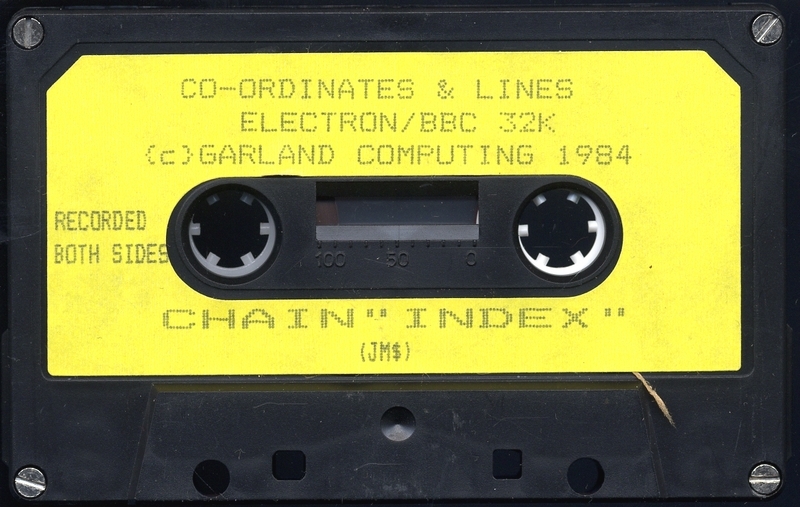 CO-ORDINATES & LINES
ELECTRON/BBC 32K
(c)GARLAND COMPUTING 1984
RECORDED
BOTH SIDES
100 50 0
CHAIN"INDEX"
(JM$)